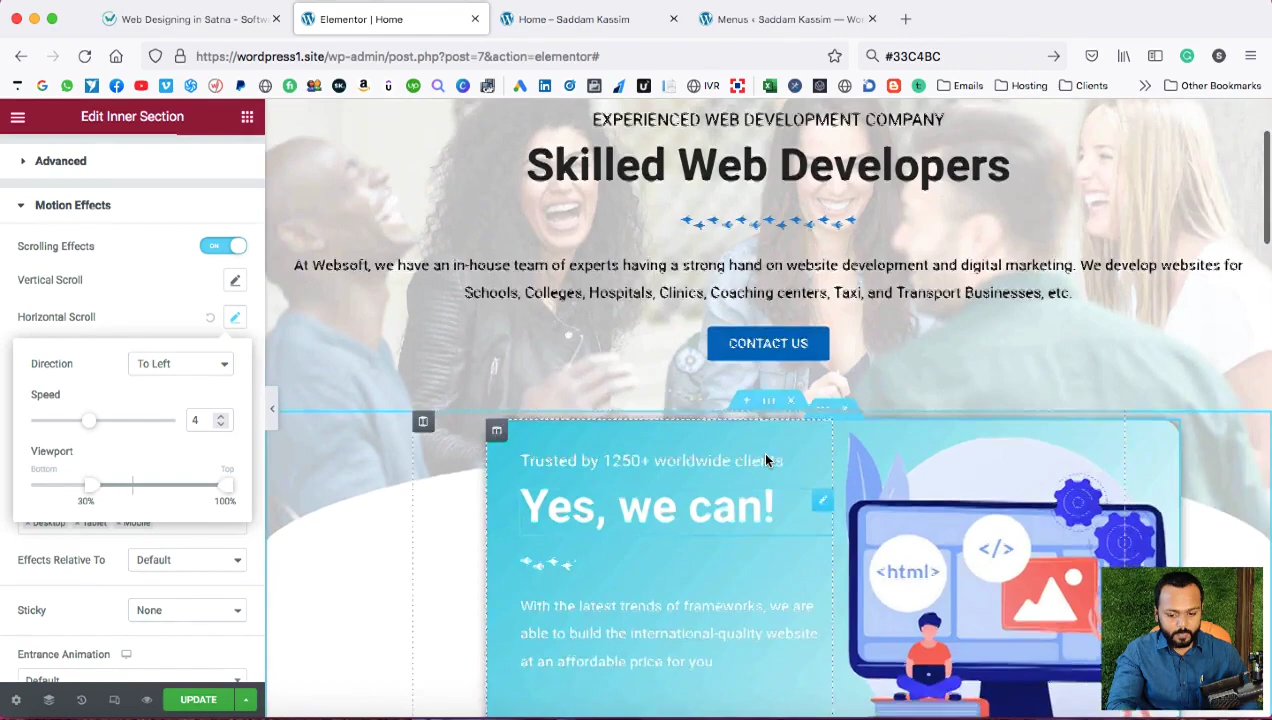 Web Designing in Satna - Softw
Elementor | Home
Home – Saddam Kassim
Menus ‹ Saddam Kassim — Wor
https://wordpress1.site/wp-admin/post.php?post=7&action=elementor#
#33C4BC
IVR
Emails
Hosting
Clients
Other Bookmarks
Edit Inner Section
Advanced
Motion Effects
Scrolling Effects
ON
Vertical Scroll
Horizontal Scroll
Direction
To Left
Speed
4
Viewport
Bottom
Top
30%
100%
× Desktop × Tablet × Mobile
Effects Relative To
Default
Sticky
None
Entrance Animation
Default
UPDATE
EXPERIENCED WEB DEVELOPMENT COMPANY
Skilled Web Developers
At Websoft, we have an in-house team of experts having a strong hand on website development and digital marketing. We develop websites for
Schools, Colleges, Hospitals, Clinics, Coaching centers, Taxi, and Transport Businesses, etc.
CONTACT US
Trusted by 1250+ worldwide clients
Yes, we can!
With the latest trends of frameworks, we are
able to build the international-quality website
at an affordable price for you
</>
<html>